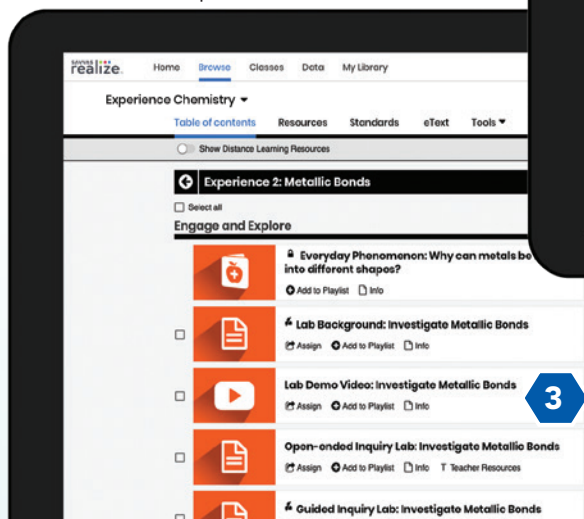 SAVVAS
realize.
Home Browse Classes Data My Library
Experience Chemistry
Table of contents Resources Standards eText Tools
Show Distance Learning Resources
Experience 2: Metallic Bonds
Select all
Engage and Explore
Everyday Phenomenon: Why can metals be
into different shapes?
Add to Playlist Info
Lab Background: Investigate Metallic Bonds
Assign Add to Playlist Info
Lab Demo Video: Investigate Metallic Bonds
Assign Add to Playlist Info
3
Open-ended Inquiry Lab: Investigate Metallic Bonds
Assign Add to Playlist Info T Teacher Resources
Guided Inquiry Lab: Investigate Metallic Bonds